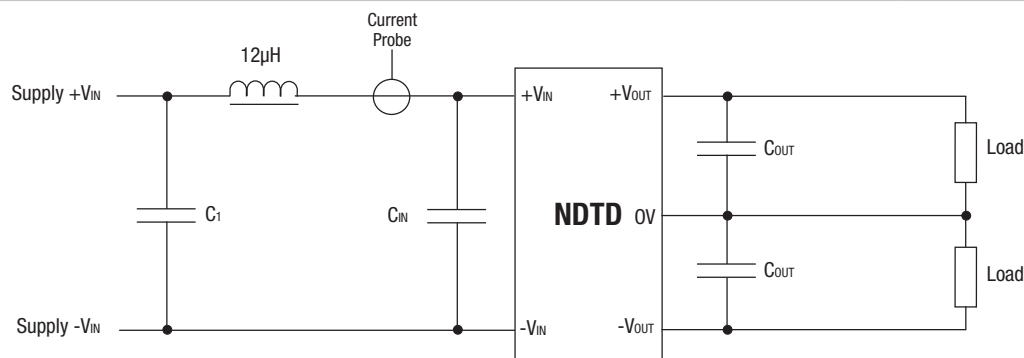 Current
Probe
12µH
Supply +VIN
+VIN
+VOUT
COUT
Load
C1
CIN
NDTD 0V
COUT
Load
Supply -VIN
-VIN
-VOUT